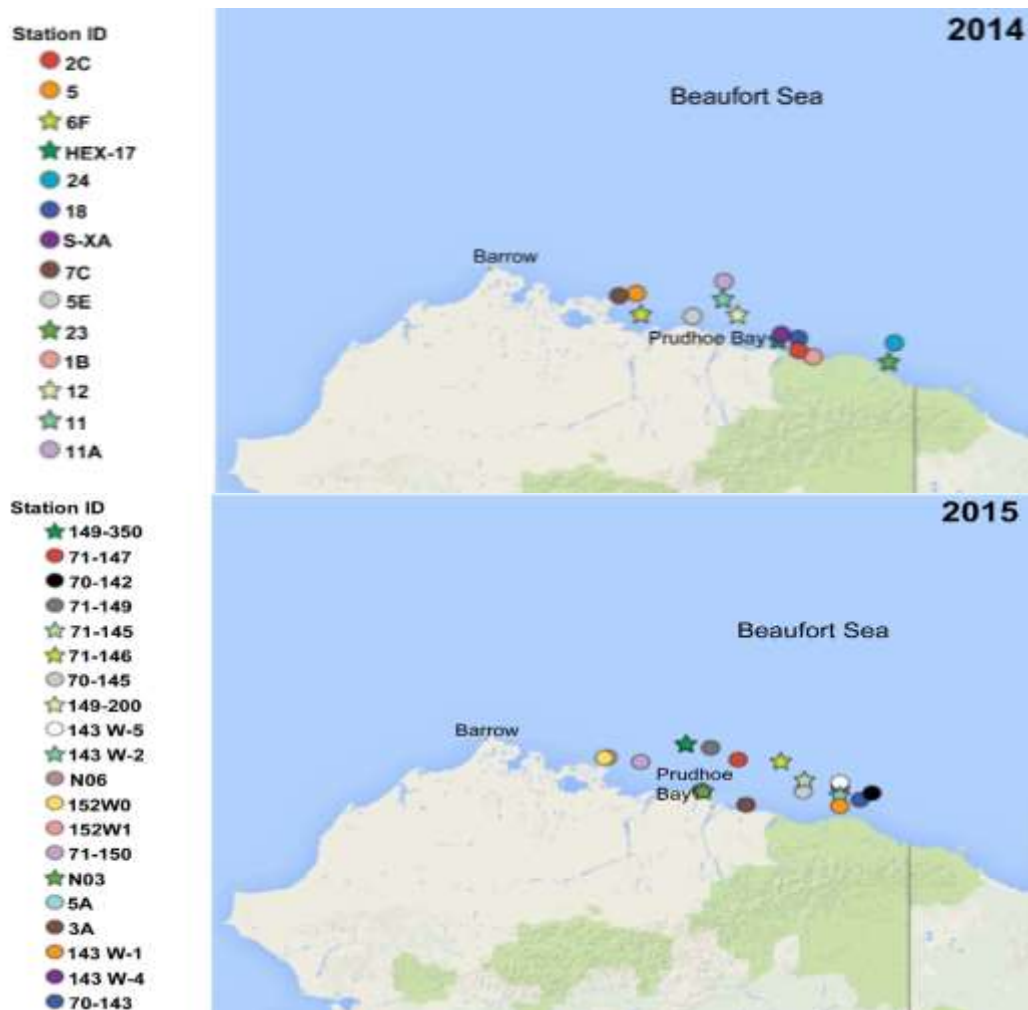 2014
Station ID
2C
5
6F
HEX-17
24
18
S-XA
7C
5E
23
1B
12
11
11A
Beaufort Sea
Barrow
Prudhoe Bay
2015
Station ID
149-350
71-147
70-142
71-149
71-145
71-146
70-145
149-200
143 W-5
143 W-2
N06
152W0
152W1
71-150
N03
5A
3A
143 W-1
143 W-4
70-143
Beaufort Sea
Barrow
Prudhoe
Bay